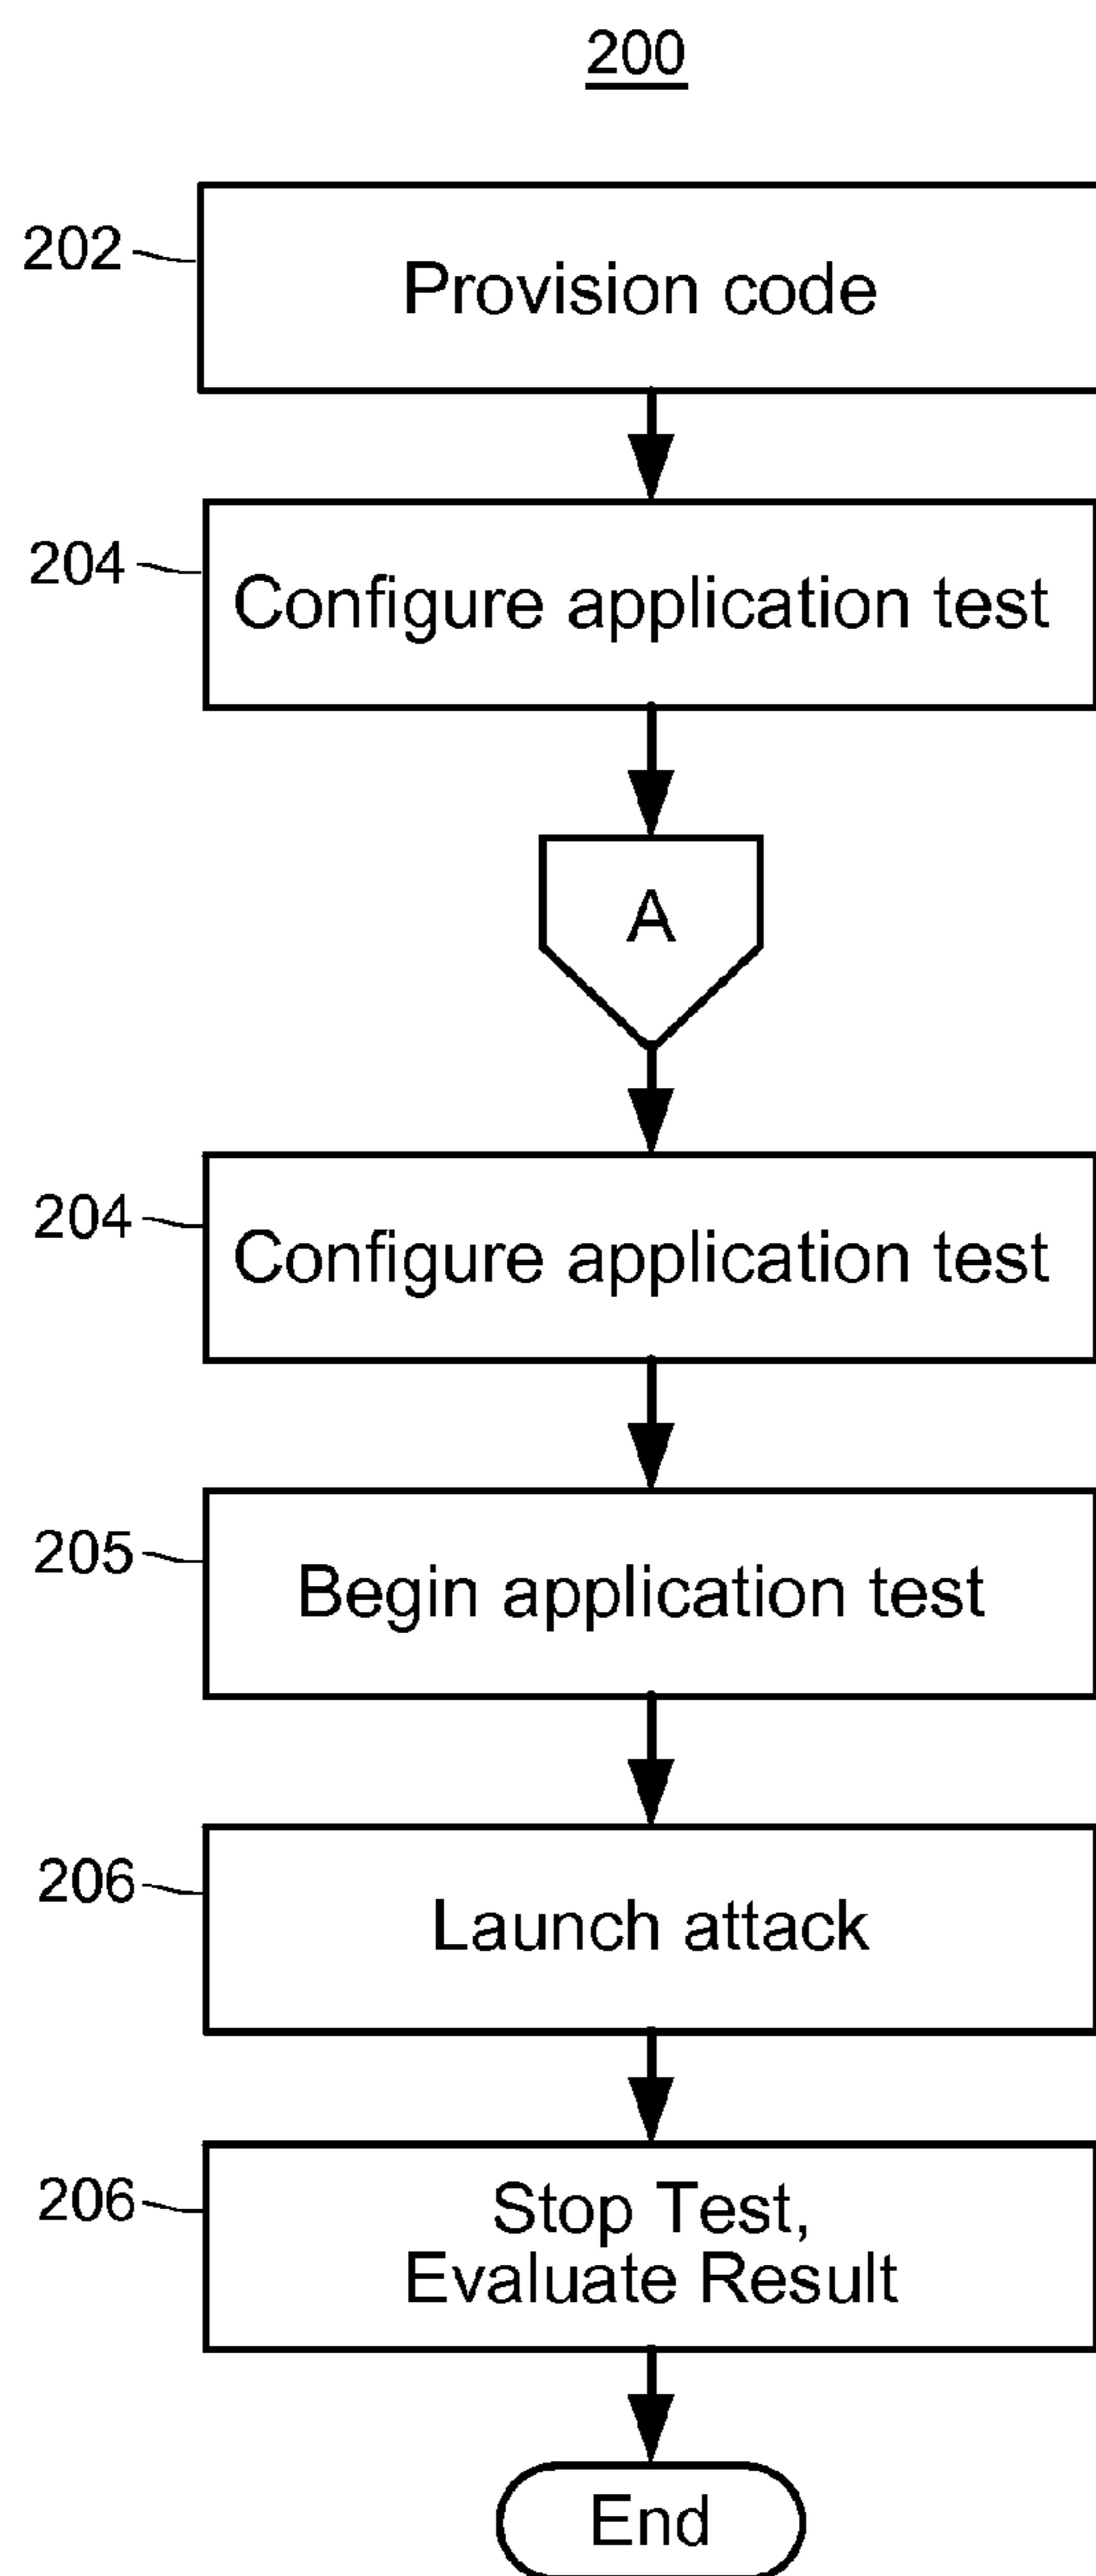 200
202
Provision code
204
Configure application test
A
204
Configure application test
205
Begin application test
206
Launch attack
206
Stop Test,
Evaluate Result
End